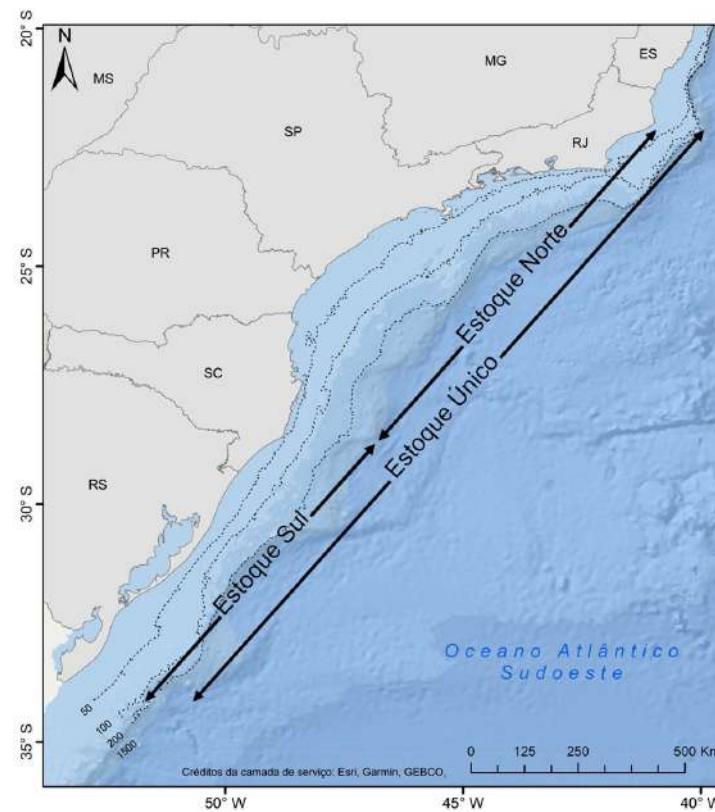 20° S
25° S
30° S
35° S
N
MS
MG
ES
SP
RJ
PR
SC
RS
Estoque Norte
Estoque Único
Estoque Sul
Oceano Atlântico
Sudoeste
50
100
200
1500
0 125 250 500 Km
Créditos da camada de serviço: Esri, Garmin, GEBCO,
50° W
45° W
40° W